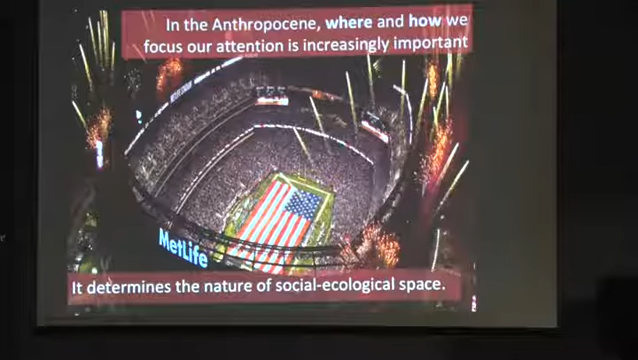 In the Anthropocene, where and how we
focus our attention is increasingly important
MetLife
It determines the nature of social-ecological space.